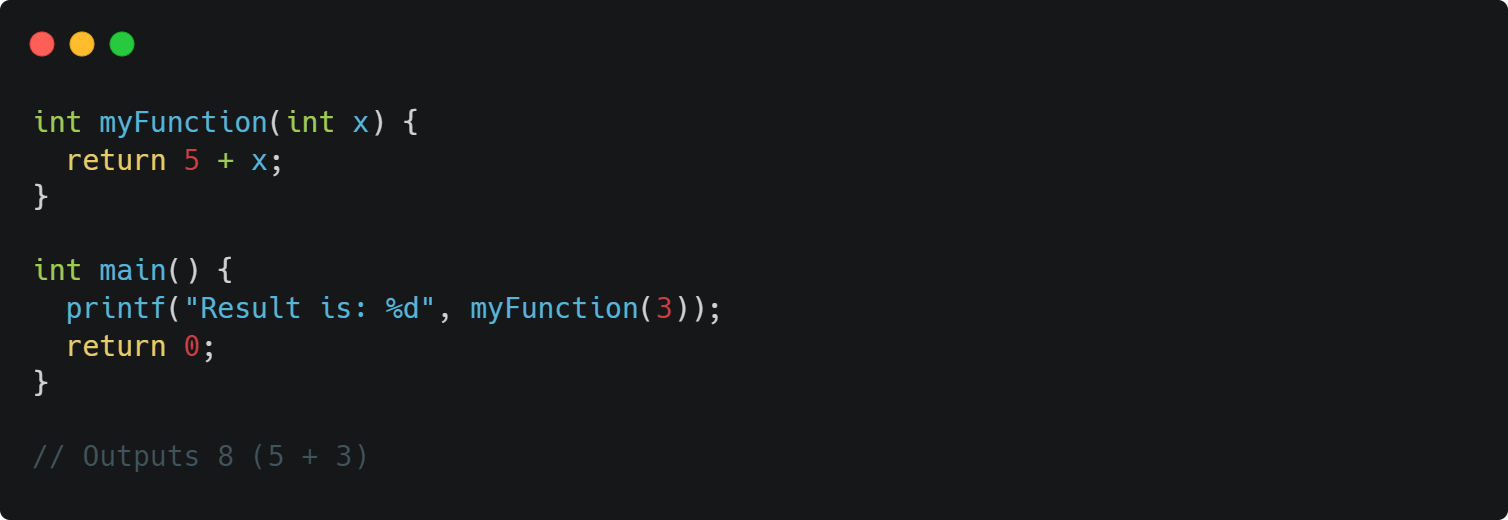 int myFunction(int x) {
  return 5 + x;
}

int main() {
  printf("Result is: %d", myFunction(3));
  return 0;
}

// Outputs 8 (5 + 3)